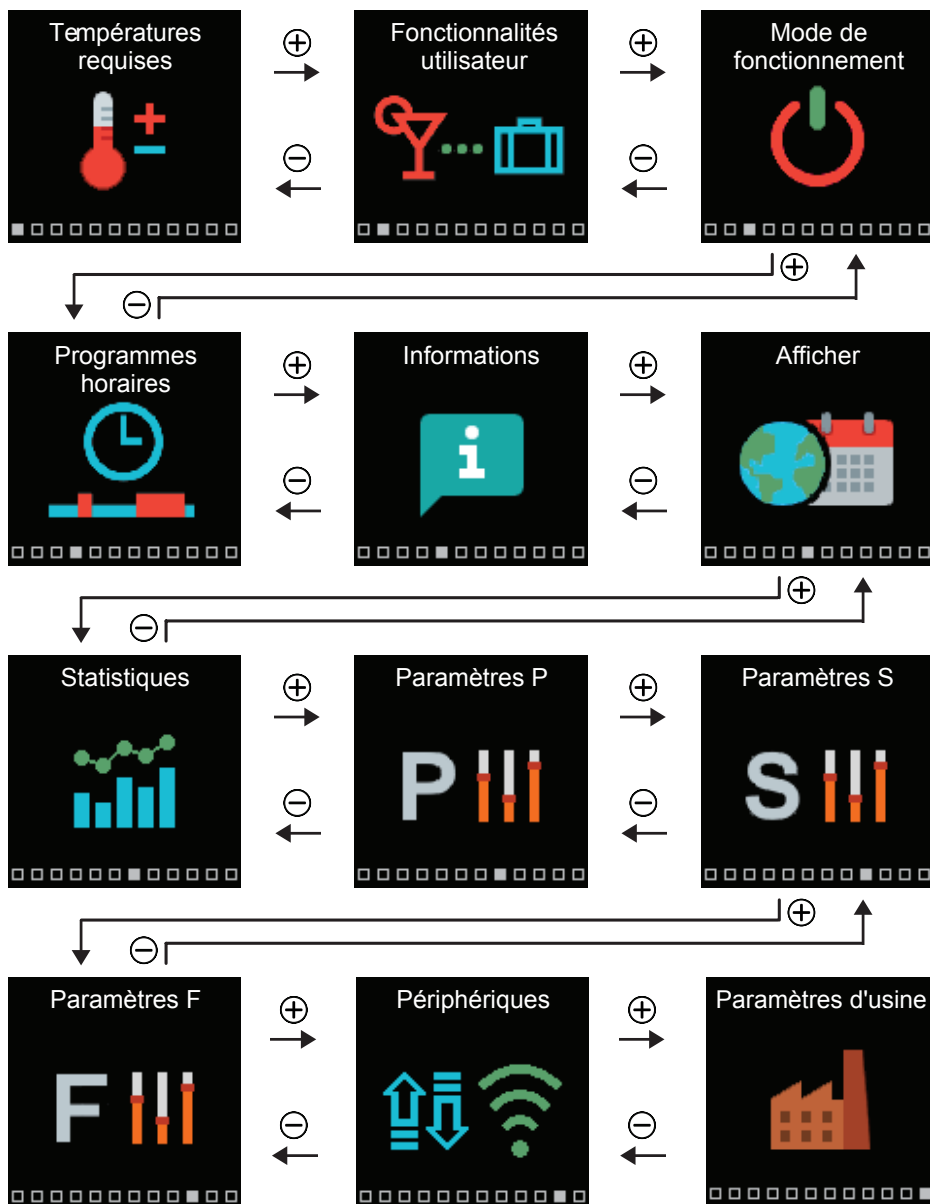 Températures
requises
Fonctionnalités
utilisateur
Mode de
fonctionnement
Programmes
horaires
Informations
Afficher
Statistiques
Paramètres P
P
Paramètres S
S
Paramètres F
F
Périphériques
Paramètres d'usine